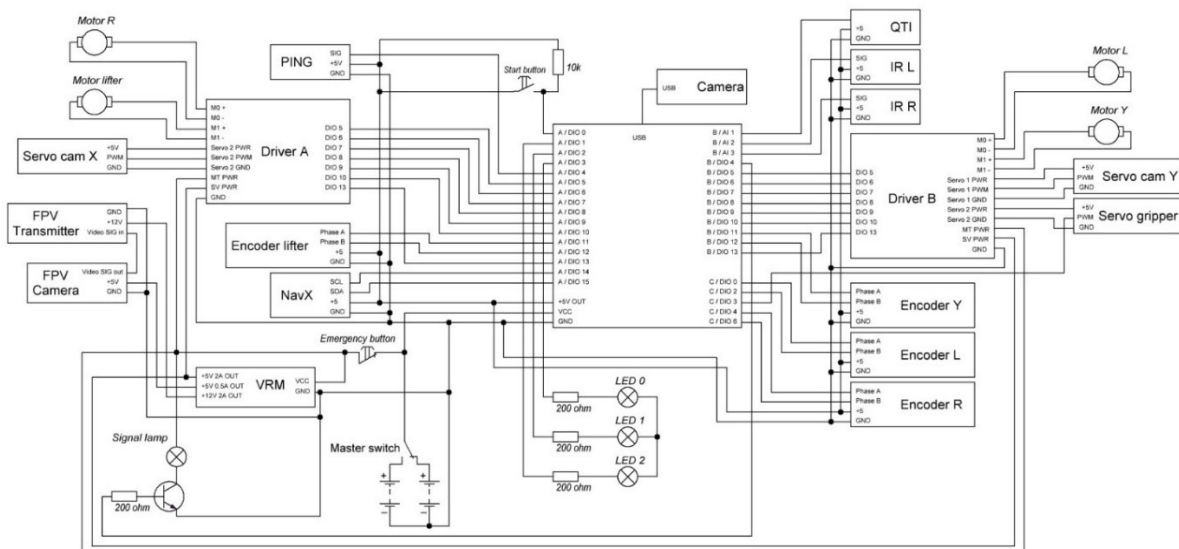 Motor R
Motor lifter
PING
SIG
+5V
GND
Start button
10k
Camera
USB
USB
QTI
+5
GND
IR L
SIG
+5
GND
IR R
SIG
+5
GND
Motor L
Motor Y
Driver A
M0 +
M0 -
M1 +
M1 -
Servo 2 PWR
Servo 2 PWM
Servo 2 GND
MT PWR
SV PWR
GND
DIO 5
DIO 6
DIO 7
DIO 8
DIO 9
DIO 10
DIO 13
Servo cam X
+5V
PWM
GND
FPV
Transmitter
GND
+12V
Video SIG in
FPV
Camera
Video SIG out
+5V
GND
Encoder lifter
Phase A
Phase B
+5
GND
NavX
SCL
SDA
+5
GND
A / DIO 0
A / DIO 1
A / DIO 2
A / DIO 3
A / DIO 4
A / DIO 5
A / DIO 6
A / DIO 7
A / DIO 8
A / DIO 9
A / DIO 10
A / DIO 11
A / DIO 12
A / DIO 13
A / DIO 14
A / DIO 15
+5V OUT
VCC
GND
B / AI 1
B / AI 2
B / AI 3
B / DIO 4
B / DIO 5
B / DIO 6
B / DIO 7
B / DIO 8
B / DIO 9
B / DIO 10
B / DIO 11
B / DIO 12
B / DIO 13
C / DIO 0
C / DIO 2
C / DIO 3
C / DIO 4
C / DIO 6
Driver B
DIO 5
DIO 6
DIO 7
DIO 8
DIO 9
DIO 10
DIO 13
M0 +
M0 -
M1 +
M1 -
Servo 1 PWR
Servo 1 PWM
Servo 1 GND
Servo 2 PWR
Servo 2 GND
MT PWR
SV PWR
GND
Servo cam Y
+5V
PWM
GND
Servo gripper
+5V
PWM
GND
Encoder Y
Phase A
Phase B
+5
GND
Encoder L
Phase A
Phase B
+5
GND
Encoder R
Phase A
Phase B
+5
GND
Emergency button
VRM
+5V 2A OUT
+5V 0.5A OUT
+12V 2A OUT
VCC
GND
Signal lamp
200 ohm
Master switch
+
+
–
–
LED 0
200 ohm
LED 1
200 ohm
LED 2
200 ohm